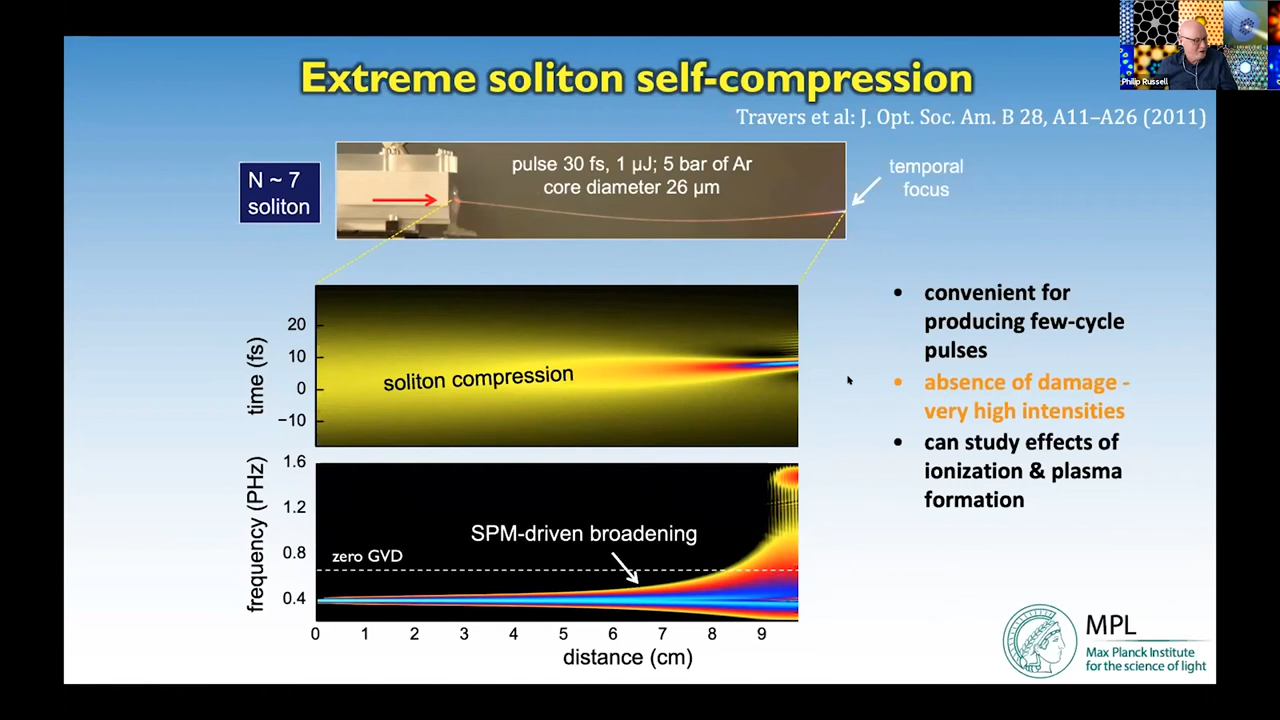 Philip Russell
Extreme soliton self-compression
Travers et al: J. Opt. Soc. Am. B 28, A11–A26 (2011)
N ~ 7
soliton
pulse 30 fs, 1 µJ; 5 bar of Ar
core diameter 26 µm
temporal
focus
time (fs)
20
10
0
−10
soliton compression
frequency (PHz)
1.6
1.2
0.8
0.4
SPM-driven broadening
zero GVD
0 1 2 3 4 5 6 7 8 9
distance (cm)
• convenient for
producing few-cycle
pulses
• absence of damage -
very high intensities
• can study effects of
ionization & plasma
formation
MPL
Max Planck Institute
for the science of light